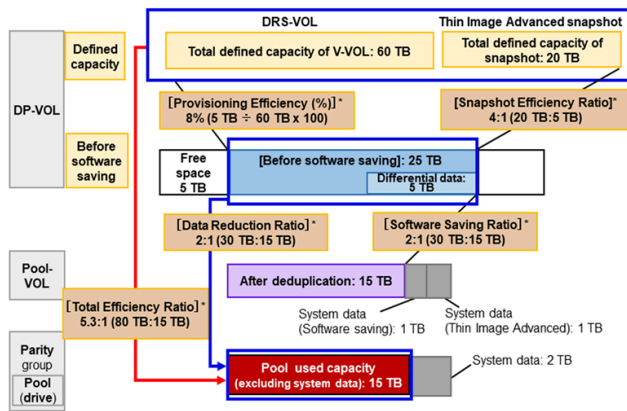 DRS-VOL
Thin Image Advanced snapshot
Defined
capacity
Total defined capacity of V-VOL: 60 TB
Total defined capacity of
snapshot: 20 TB
DP-VOL
[Provisioning Efficiency (%)]*
8% (5 TB ÷ 60 TB x 100)
[Snapshot Efficiency Ratio]*
4:1 (20 TB:5 TB)
Before
software
saving
Free
space
5 TB
[Before software saving]: 25 TB
Differential data:
5 TB
[Data Reduction Ratio]*
2:1 (30 TB:15 TB)
[Software Saving Ratio]*
2:1 (30 TB:15 TB)
Pool-
VOL
After deduplication: 15 TB
[Total Efficiency Ratio]*
5.3:1 (80 TB:15 TB)
System data
(Software saving): 1 TB
System data
(Thin Image Advanced): 1 TB
Parity
group
Pool
(drive)
Pool used capacity
(excluding system data): 15 TB
System data: 2 TB